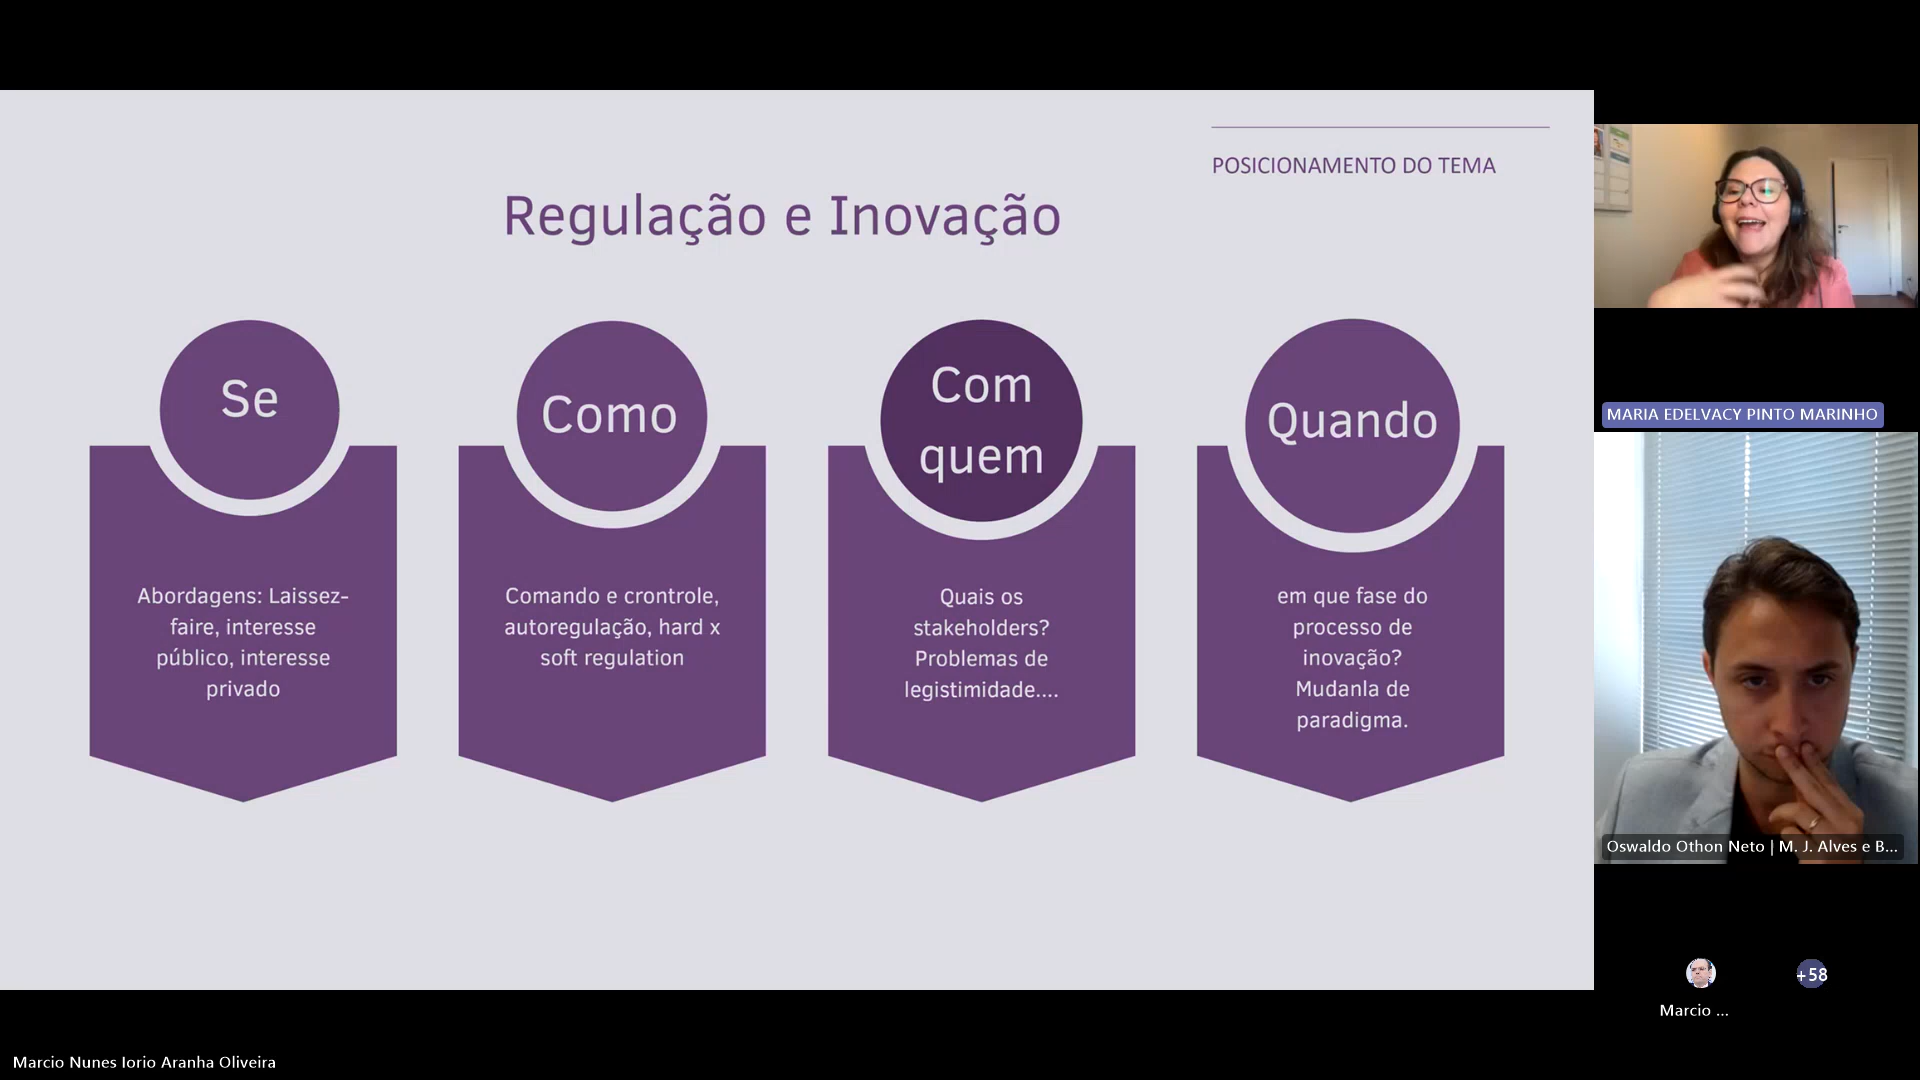 POSICIONAMENTO DO TEMA
Regulação e Inovação
Se
Abordagens: Laissez-
faire, interesse
público, interesse
privado
Como
Comando e crontrole,
autoregulação, hard x
soft regulation
Com
quem
Quais os
stakeholders?
Problemas de
legistimidade....
Quando
em que fase do
processo de
inovação?
Mudanla de
paradigma.
MARIA EDELVACY PINTO MARINHO
Oswaldo Othon Neto | M. J. Alves e B...
+58
Marcio ...
Marcio Nunes Iorio Aranha Oliveira